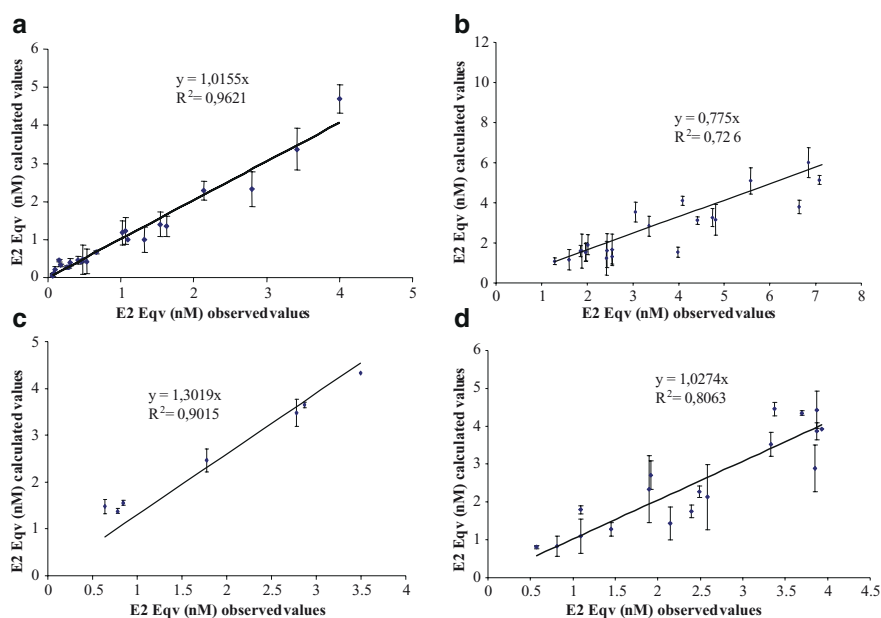 a
E2 Eqv (nM) calculated values
6
5
4
3
2
1
0
y = 1,0155x
R²= 0,9621
0 1 2 3 4 5
E2 Eqv (nM) observed values
b
E2 Eqv (nM) calculated values
12
10
8
6
4
2
0
y = 0,775x
R²= 0,72 6
0 1 2 3 4 5 6 7 8
E2 Eqv (nM) observed values
c
E2 Eqv (nM) calculated values
5
4
3
2
1
0
y = 1,3019x
R²= 0,9015
0 0.5 1 1.5 2 2.5 3 3.5 4
E2 Eqv (nM) observed values
d
E2 Eqv (nM) calculated values
6
5
4
3
2
1
0
y = 1,0274x
R²= 0,8063
0 0.5 1 1.5 2 2.5 3 3.5 4 4.5
E2 Eqv (nM) observed values